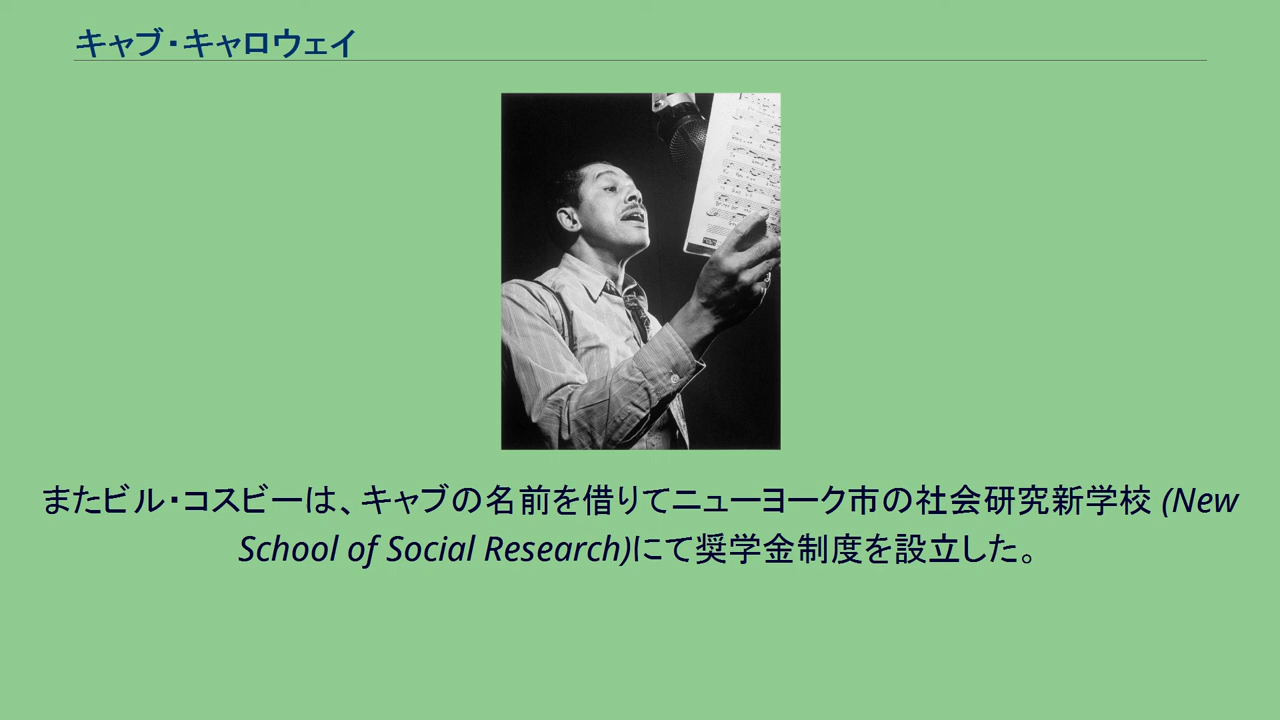 キャブ・キャロウェイ
またビル・コスビーは、キャブの名前を借りてニューヨーク市の社会研究新学校 (New
School of Social Research)にて奨学金制度を設立した。